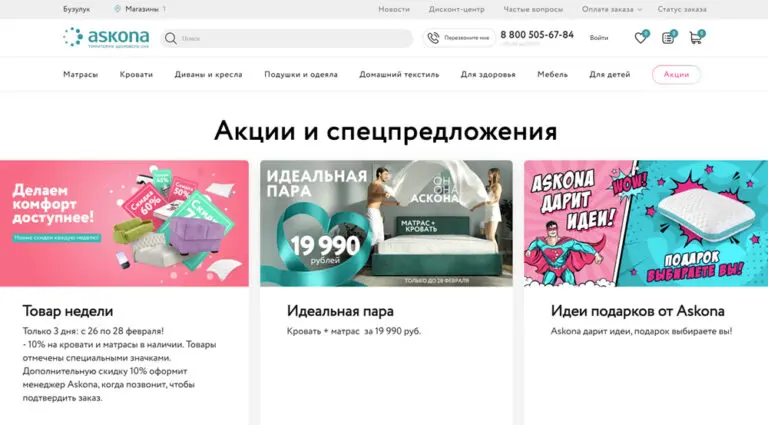 Бузулук
Магазины 1
Новости
Дисконт-центр
Частые вопросы
Оплата заказа
Статус заказа
askona
территория здорового сна
Поиск
Перезвоните мне
8 800 505-67-84
Войти
0
0
0
Матрасы
Кровати
Диваны и кресла
Подушки и одеяла
Домашний текстиль
Для здоровья
Мебель
Для детей
Акции
Акции и спецпредложения
Делаем
комфорт
доступнее!
Новые скидки каждую неделю!
Скидка
60%
Скидка
50%
ИДЕАЛЬНАЯ
ПАРА
ОН
ОНА
АСКОНА
МАТРАС +
КРОВАТЬ
19 990
рублей
ТОЛЬКО ДО 28 ФЕВРАЛЯ
ASKONA
ДАРИТ
ИДЕИ!
WOW!
ПОДАРОК
ВЫБИРАЕТЕ ВЫ!
Товар недели
Только 3 дня: с 26 по 28 февраля!
- 10% на кровати и матрасы в наличии. Товары
отмечены специальными значками.
Дополнительную скидку 10% оформит
менеджер Askona, когда позвонит, чтобы
подтвердить заказ.
Идеальная пара
Кровать + матрас за 19 990 руб.
Идеи подарков от Askona
Askona дарит идеи, подарок выбираете вы!